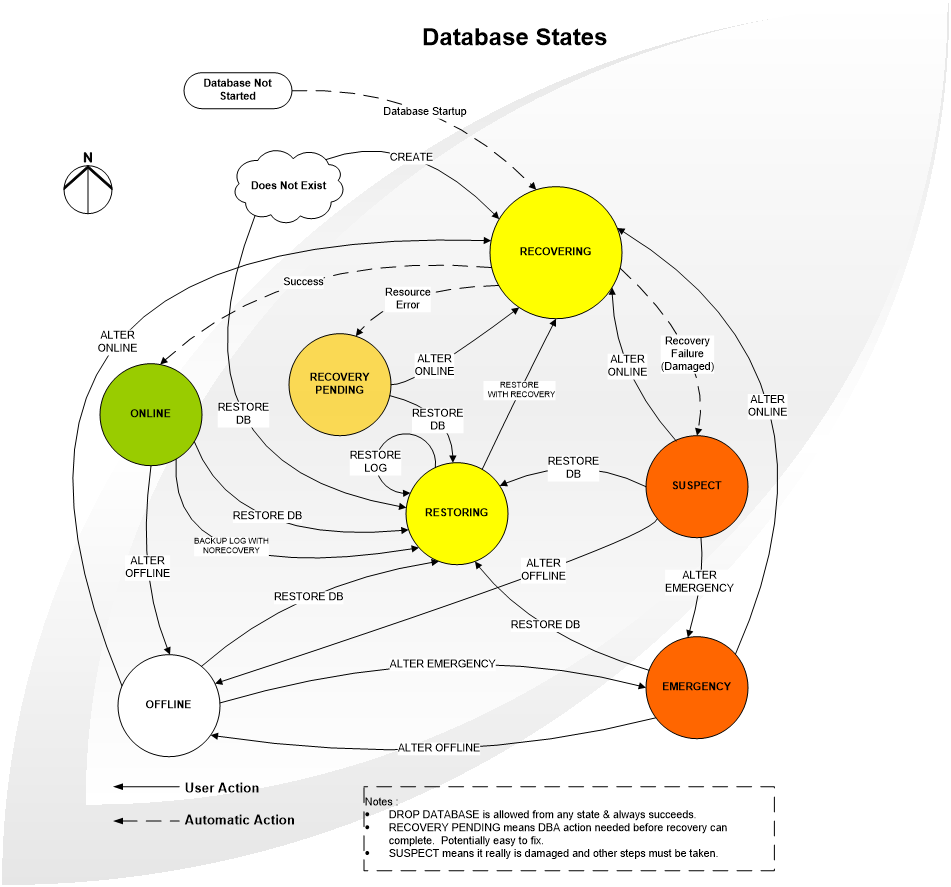 Database States
Database Not
Started
Database Startup
N
CREATE
Does Not Exist
RECOVERING
Success
Resource
Error
ALTER
ONLINE
Recovery
Failure
(Damaged)
RECOVERY
PENDING
ALTER
ONLINE
ALTER
ONLINE
RESTORE
WITH RECOVERY
ALTER
ONLINE
ONLINE
RESTORE
DB
RESTORE
DB
RESTORE
LOG
RESTORE
DB
SUSPECT
RESTORING
RESTORE DB
BACKUP LOG WITH
NORECOVERY
ALTER
OFFLINE
ALTER
OFFLINE
ALTER
EMERGENCY
RESTORE DB
RESTORE DB
ALTER EMERGENCY
EMERGENCY
OFFLINE
ALTER OFFLINE
User Action
Automatic Action
Notes :
• DROP DATABASE is allowed from any state & always succeeds.
• RECOVERY PENDING means DBA action needed before recovery can
complete. Potentially easy to fix.
• SUSPECT means it really is damaged and other steps must be taken.